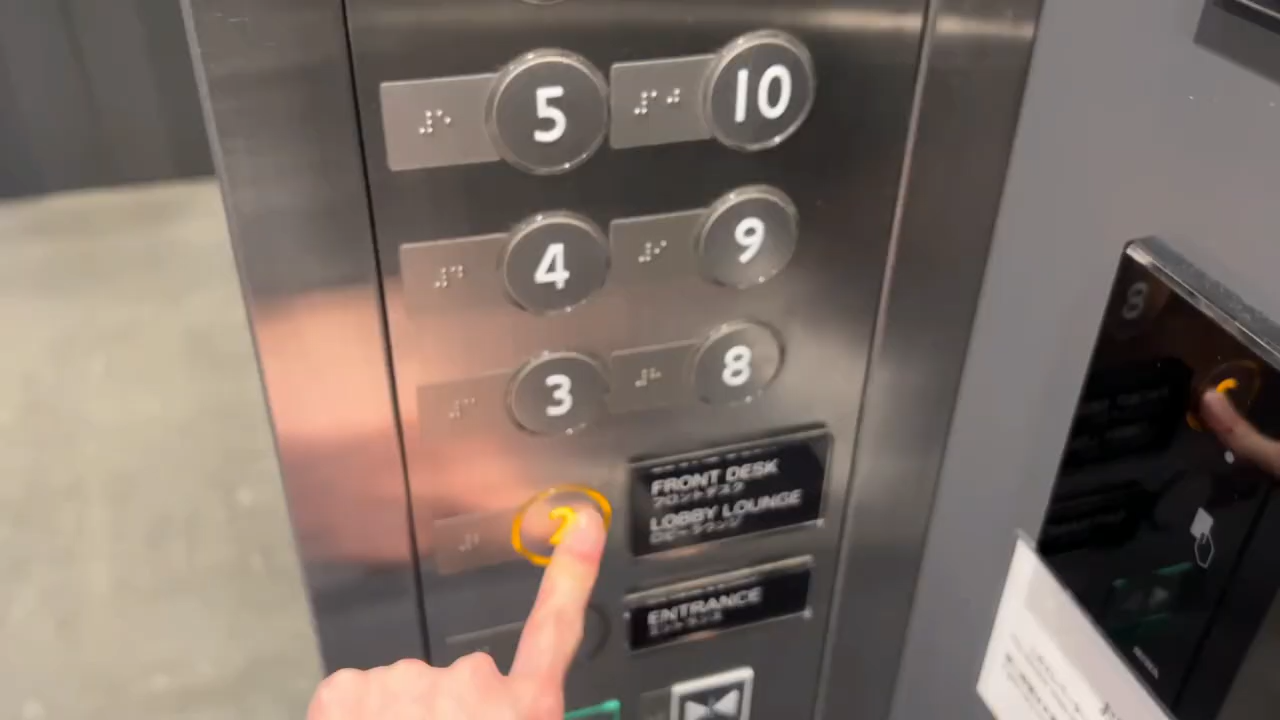 5 10
4 9
3 8
2
FRONT DESK
フロントデスク
LOBBY LOUNGE
ロビーラウンジ
ENTRANCE
エントランス
8